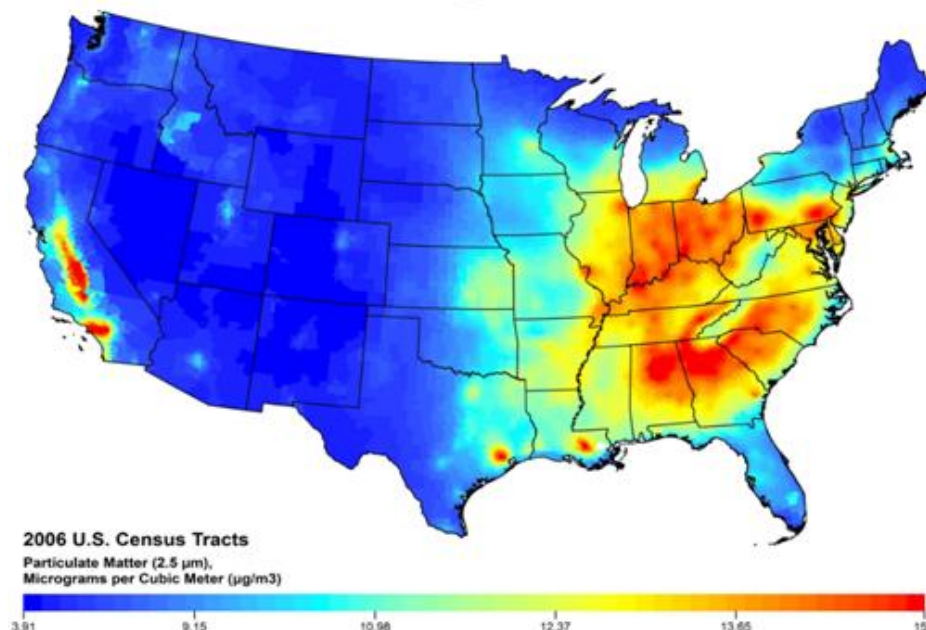 2006 U.S. Census Tracts
Particulate Matter (2.5 µm),
Micrograms per Cubic Meter (µg/m3)
3.91 9.15 10.98 12.37 13.65